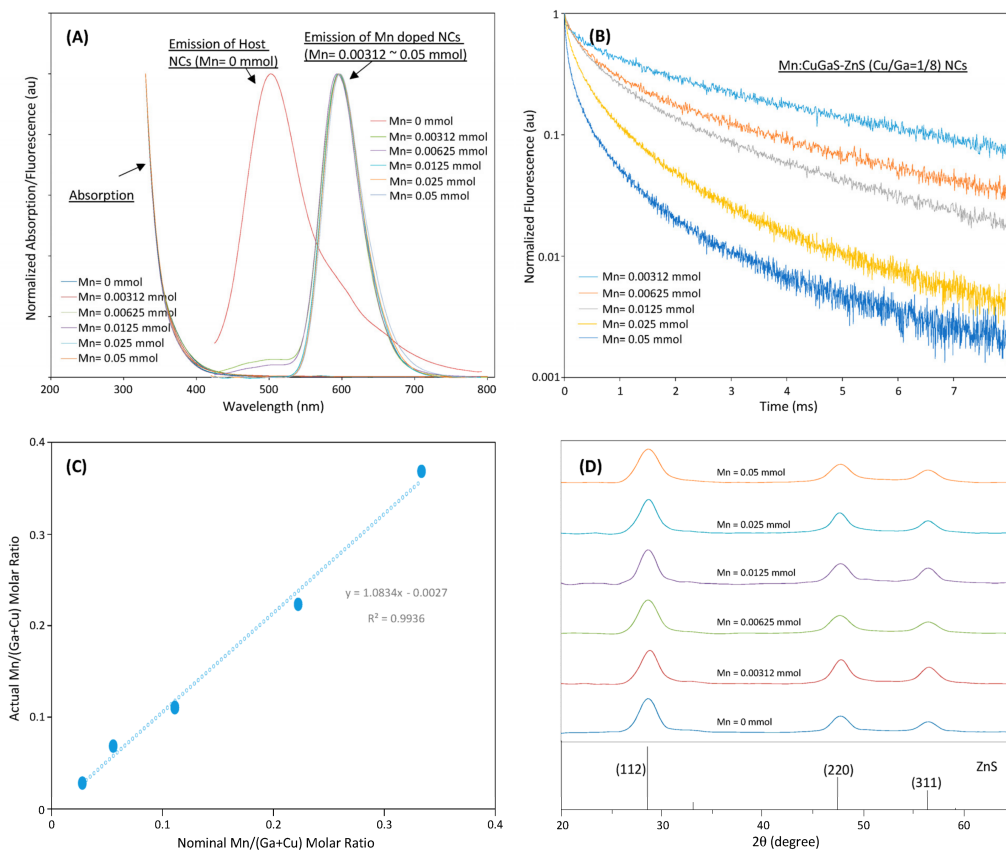 (A)
Emission of Host
NCs (Mn= 0 mmol)
Emission of Mn doped NCs
(Mn= 0.00312 ~ 0.05 mmol)
Mn= 0 mmol
Mn= 0.00312 mmol
Mn= 0.00625 mmol
Mn= 0.0125 mmol
Mn= 0.025 mmol
Mn= 0.05 mmol
Absorption
Mn= 0 mmol
Mn= 0.00312 mmol
Mn= 0.00625 mmol
Mn= 0.0125 mmol
Mn= 0.025 mmol
Mn= 0.05 mmol
Normalized Absorption/Fluorescence (au)
200 300 400 500 600 700 800
Wavelength (nm)
(B)
Mn:CuGaS-ZnS (Cu/Ga=1/8) NCs
1
0.1
0.01
0.001
Normalized Fluorescence (au)
Mn= 0.00312 mmol
Mn= 0.00625 mmol
Mn= 0.0125 mmol
Mn= 0.025 mmol
Mn= 0.05 mmol
0 1 2 3 4 5 6 7
Time (ms)
(C)
0.4
0.3
0.2
0.1
0
Actual Mn/(Ga+Cu) Molar Ratio
y = 1.0834x - 0.0027
R² = 0.9936
0 0.1 0.2 0.3 0.4
Nominal Mn/(Ga+Cu) Molar Ratio
(D)
Mn = 0.05 mmol
Mn = 0.025 mmol
Mn = 0.0125 mmol
Mn = 0.00625 mmol
Mn = 0.00312 mmol
Mn = 0 mmol
(112)
(220)
(311)
ZnS
20 30 40 50 60
2θ (degree)